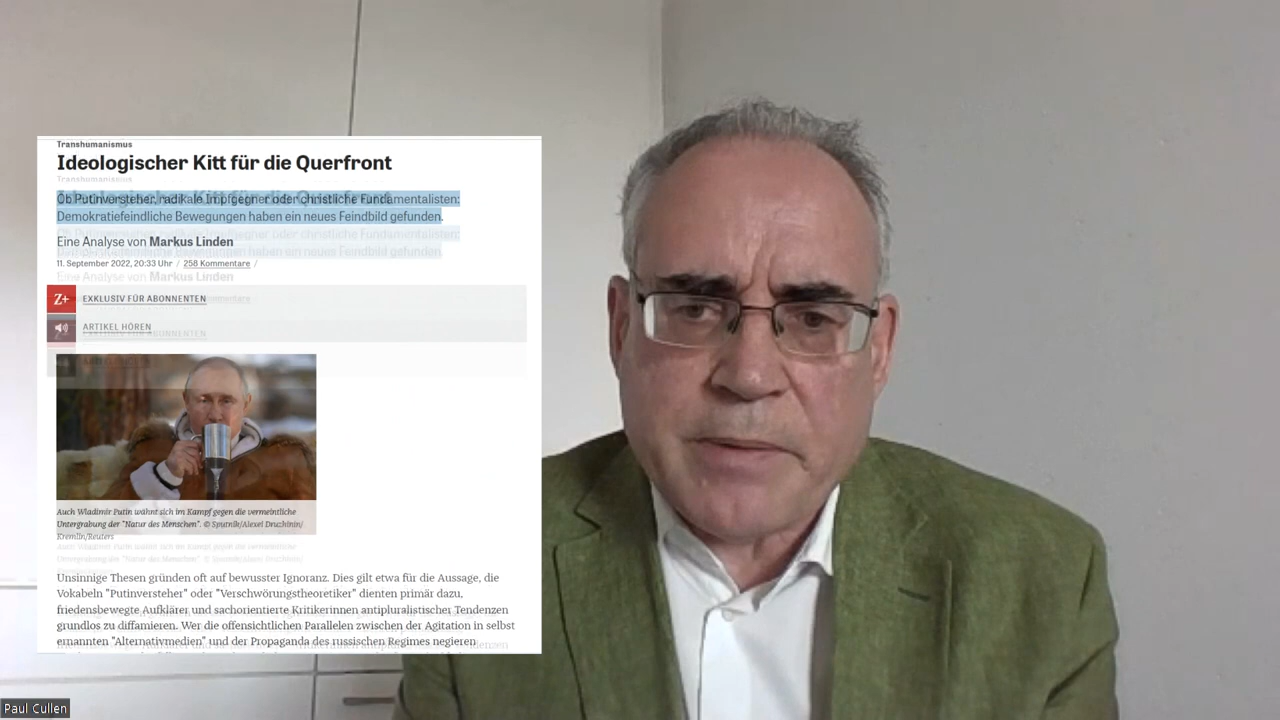 Transhumanismus
Ideologischer Kitt für die Querfront
Ob Putinversteher, radikale Impfgegner oder christliche Fundamentalisten:
Demokratiefeindliche Bewegungen haben ein neues Feindbild gefunden.
Eine Analyse von Markus Linden
11. September 2022, 20:33 Uhr / 258 Kommentare /
Z+ EXKLUSIV FÜR ABONNENTEN
ARTIKEL HÖREN
Auch Wladimir Putin wähnt sich im Kampf gegen die vermeintliche
Untergrabung der "Natur des Menschen". © Sputnik/Alexei Druzhinin/
Kremlin/Reuters
Unsinnige Thesen gründen oft auf bewusster Ignoranz. Dies gilt etwa für die Aussage, die
Vokabeln "Putinversteher" oder "Verschwörungstheoretiker" dienten primär dazu,
friedensbewegte Aufklärer und sachorientierte Kritikerinnen antipluralistischer Tendenzen
grundlos zu diffamieren. Wer die offensichtlichen Parallelen zwischen der Agitation in selbst
ernannten "Alternativmedien" und der Propaganda des russischen Regimes negieren
Paul Cullen